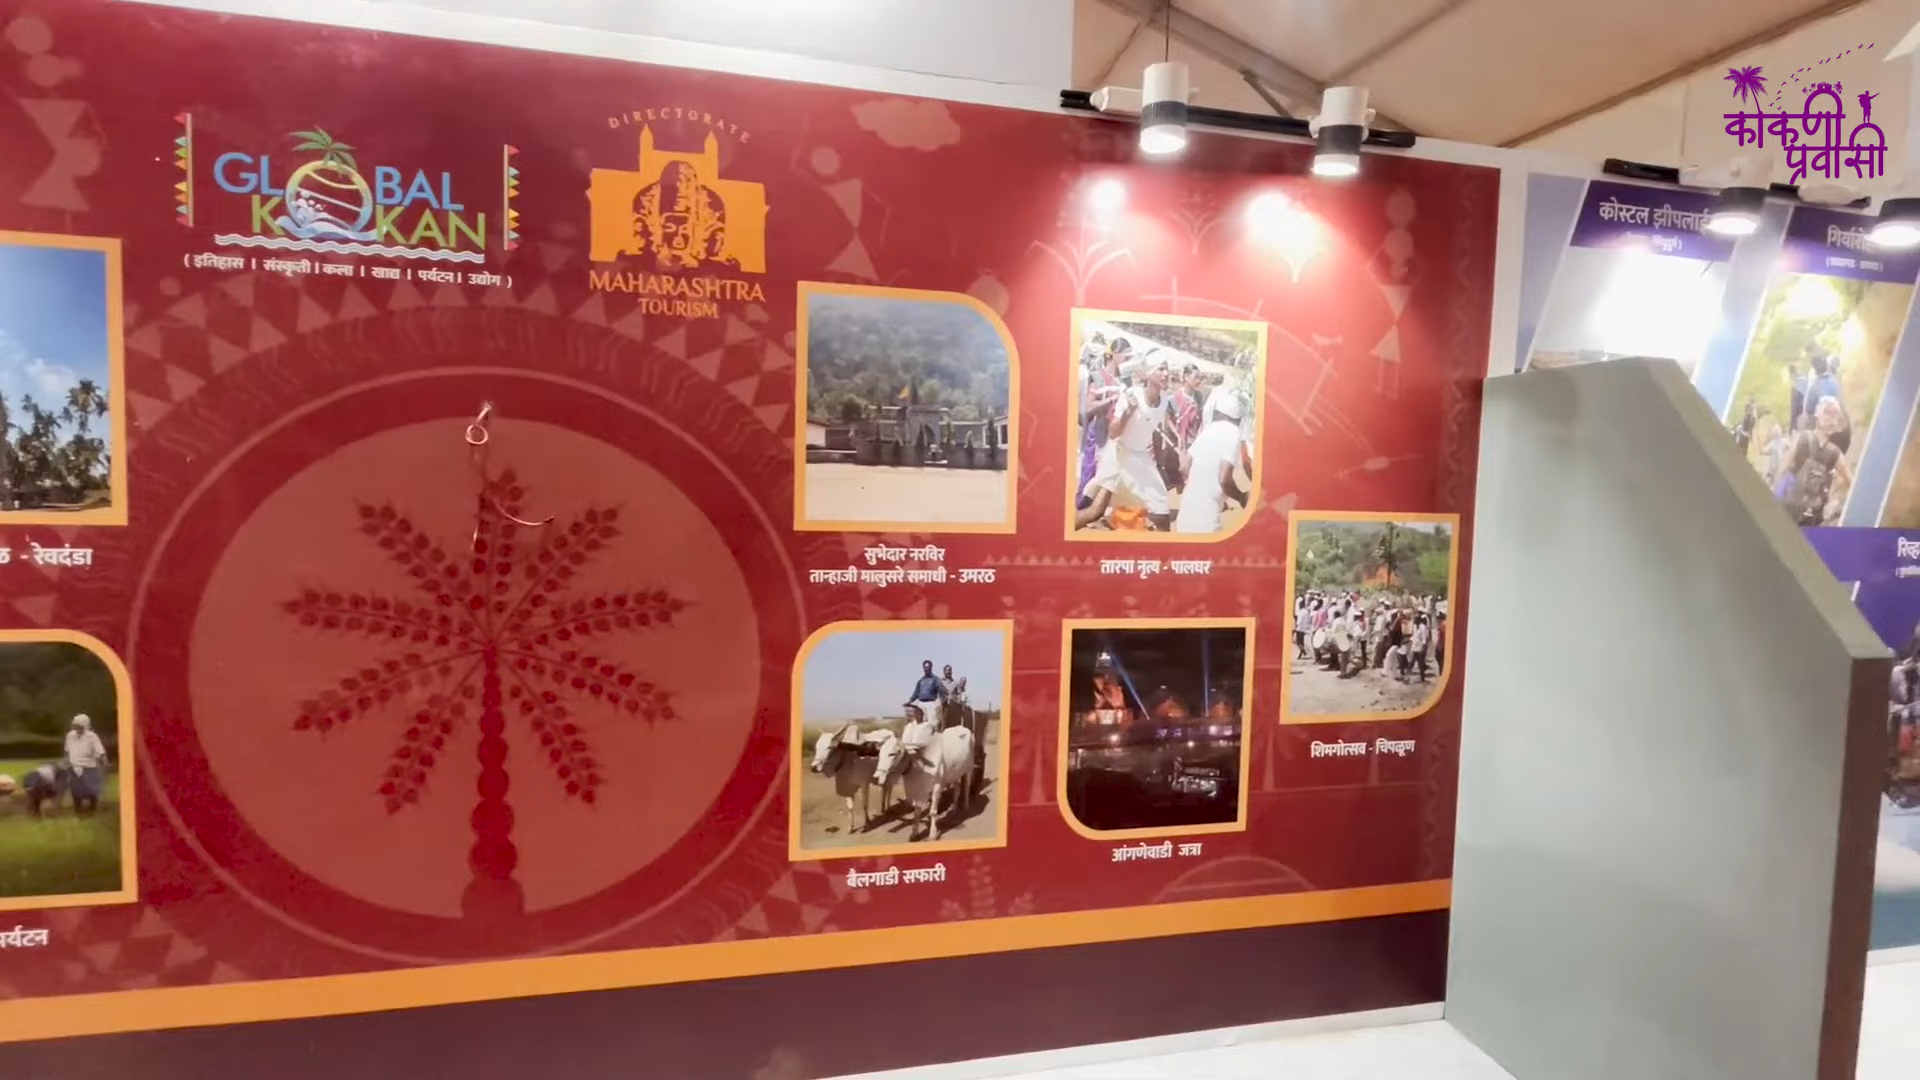 कोकणी
प्रवासी
GLOBAL
KOKAN
( इतिहास । संस्कृती । कला । खाद्य । पर्यटन । उद्योग )
DIRECTORATE
MAHARASHTRA
TOURISM
कोस्टल झीपलाई
- रेवदंडा
सुभेदार नरविर
तान्हाजी मालुसरे समाधी - उमरठ
तारपा नृत्य - पालघर
शिमगोत्सव - चिपळूण
बैलगाडी सफारी
आंगणेवाडी जत्रा